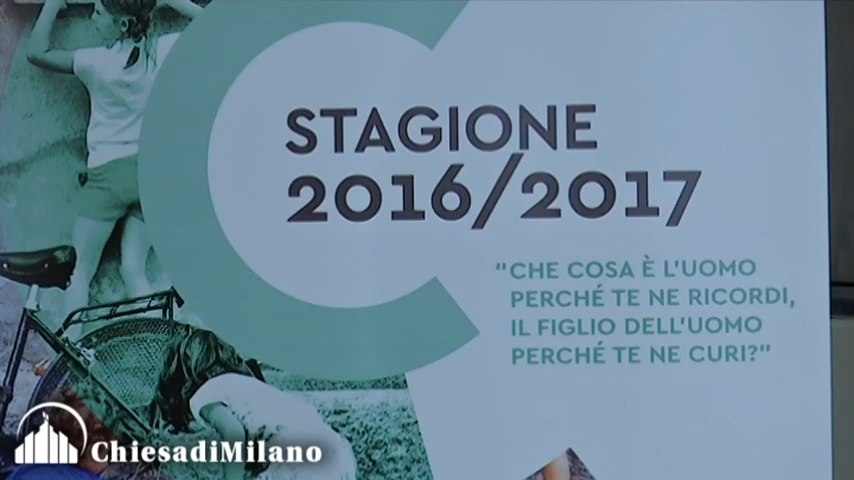 STAGIONE
2016/2017
"CHE COSA È L'UOMO
PERCHÉ TE NE RICORDI,
IL FIGLIO DELL'UOMO
PERCHÉ TE NE CURI?"
ChiesadiMilano